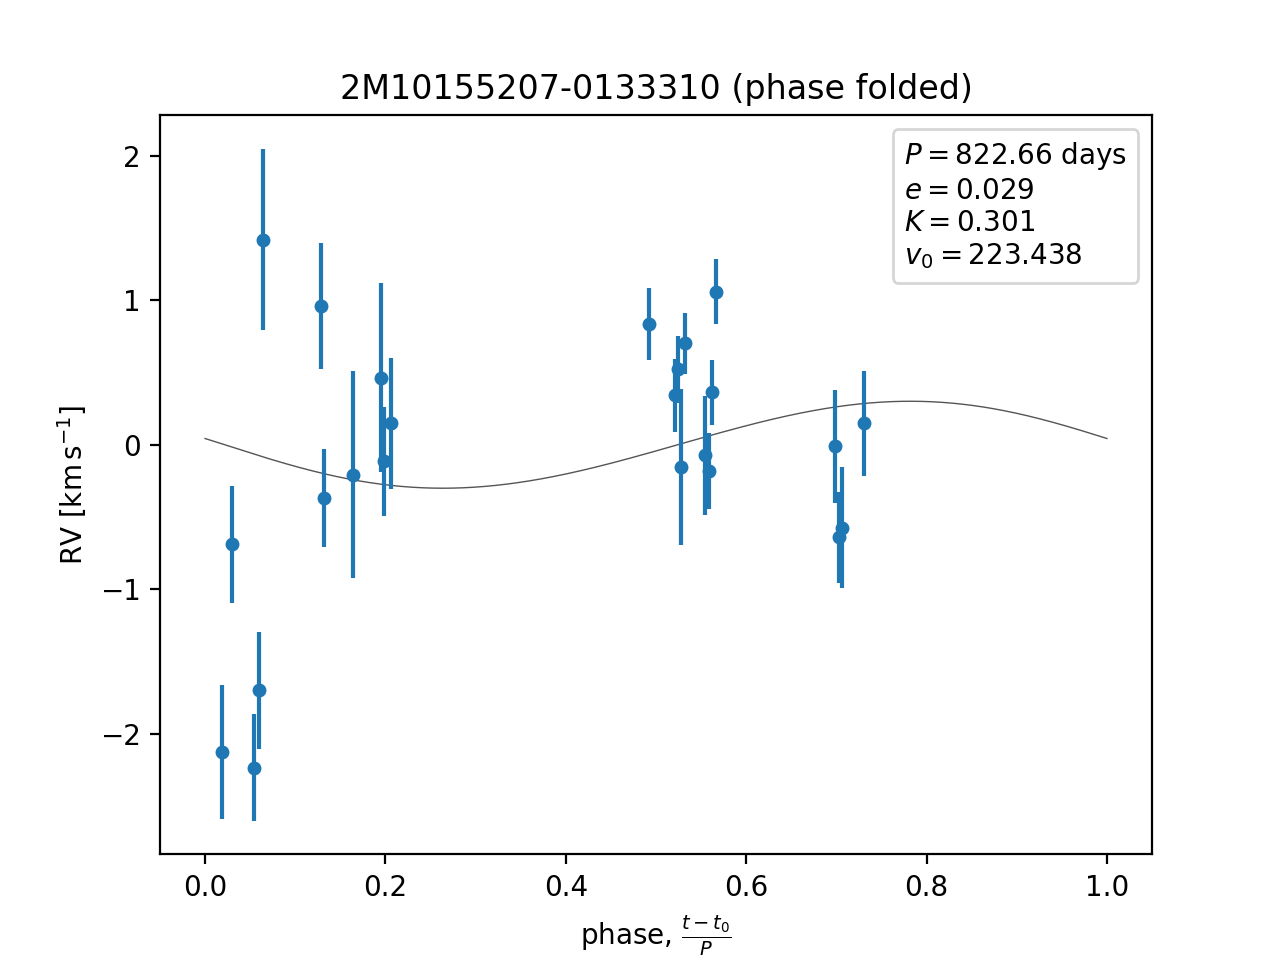 2M10155207-0133310 (phase folded)
P = 822.66 days
e = 0.029
K = 0.301
v₀ = 223.438
2
1
0
−1
−2
RV [km s⁻¹]
0.0 0.2 0.4 0.6 0.8 1.0
phase, (t − t₀)/P